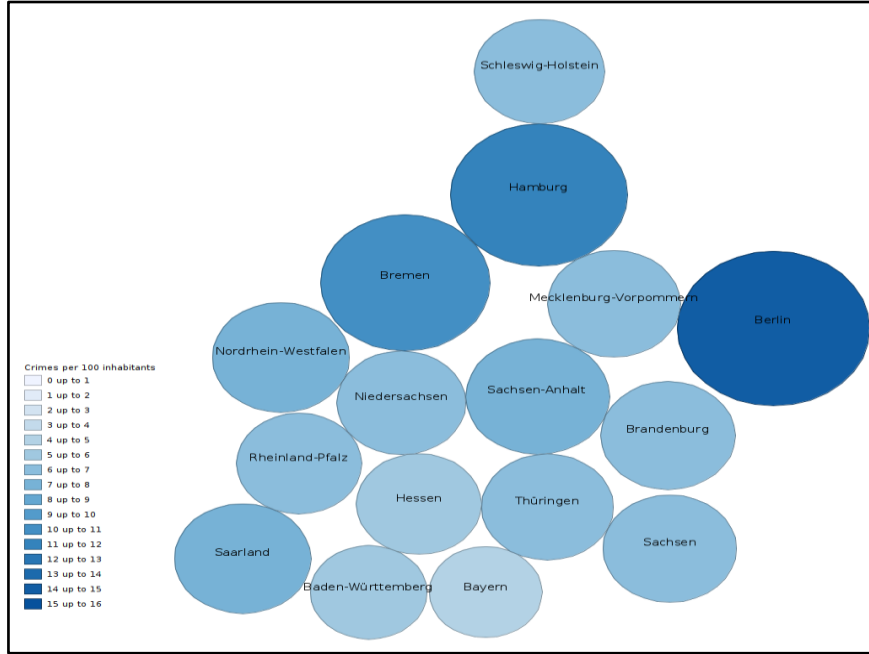 Schleswig-Holstein
Hamburg
Bremen
Mecklenburg-Vorpommern
Berlin
Nordrhein-Westfalen
Niedersachsen
Sachsen-Anhalt
Brandenburg
Rheinland-Pfalz
Hessen
Thüringen
Sachsen
Saarland
Baden-Württemberg
Bayern
Crimes per 100 inhabitants
0 up to 1
1 up to 2
2 up to 3
3 up to 4
4 up to 5
5 up to 6
6 up to 7
7 up to 8
8 up to 9
9 up to 10
10 up to 11
11 up to 12
12 up to 13
13 up to 14
14 up to 15
15 up to 16